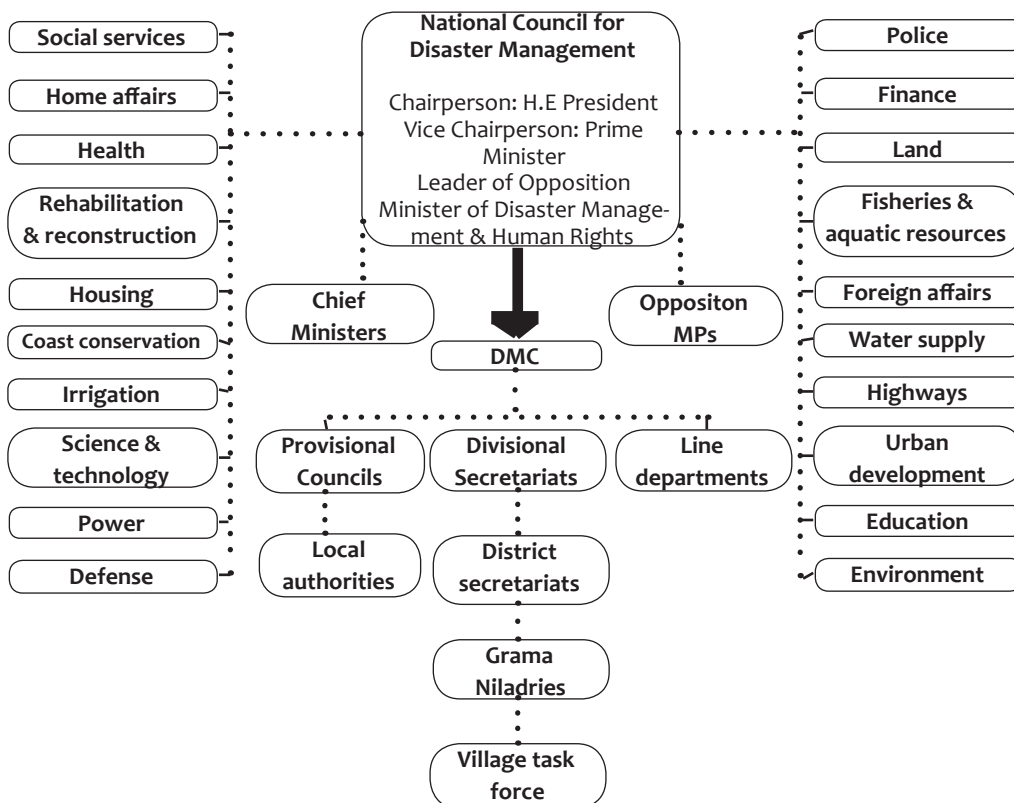 National Council for
Disaster Management
Chairperson: H.E President
Vice Chairperson: Prime
Minister
Leader of Opposition
Minister of Disaster Manage-
ment & Human Rights
Social services
Home affairs
Health
Rehabilitation
& reconstruction
Housing
Coast conservation
Irrigation
Science &
technology
Power
Defense
Police
Finance
Land
Fisheries &
aquatic resources
Foreign affairs
Water supply
Highways
Urban
development
Education
Environment
Chief
Ministers
Oppositon
MPs
DMC
Provisional
Councils
Divisional
Secretariats
Line
departments
Local
authorities
District
secretariats
Grama
Niladries
Village task
force